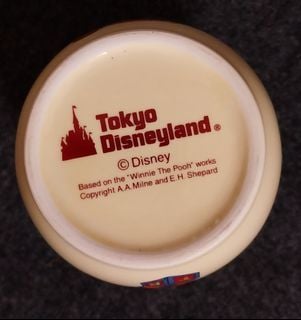 Tokyo
Disneyland®
© Disney
Based on the "Winnie The Pooh" works
Copyright A.A. Milne and E.H. Shepard